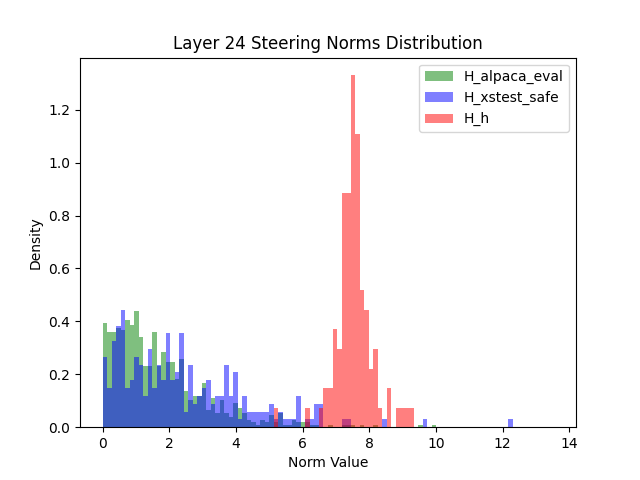 Layer 24 Steering Norms Distribution
H_alpaca_eval
H_xstest_safe
H_h
Density
1.2
1.0
0.8
0.6
0.4
0.2
0.0
0 2 4 6 8 10 12 14
Norm Value